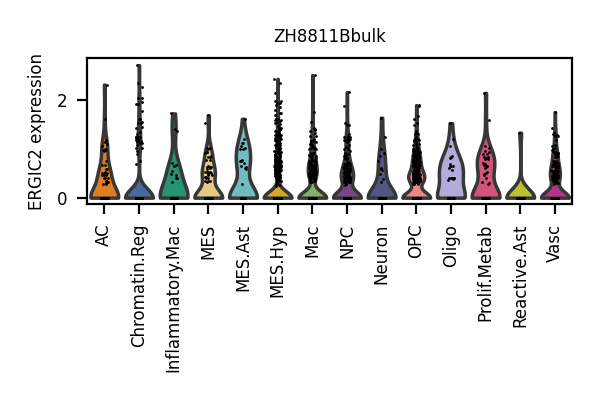 ZH8811Bbulk
ERGIC2 expression
2
0
AC
Chromatin.Reg
Inflammatory.Mac
MES
MES.Ast
MES.Hyp
Mac
NPC
Neuron
OPC
Oligo
Prolif.Metab
Reactive.Ast
Vasc